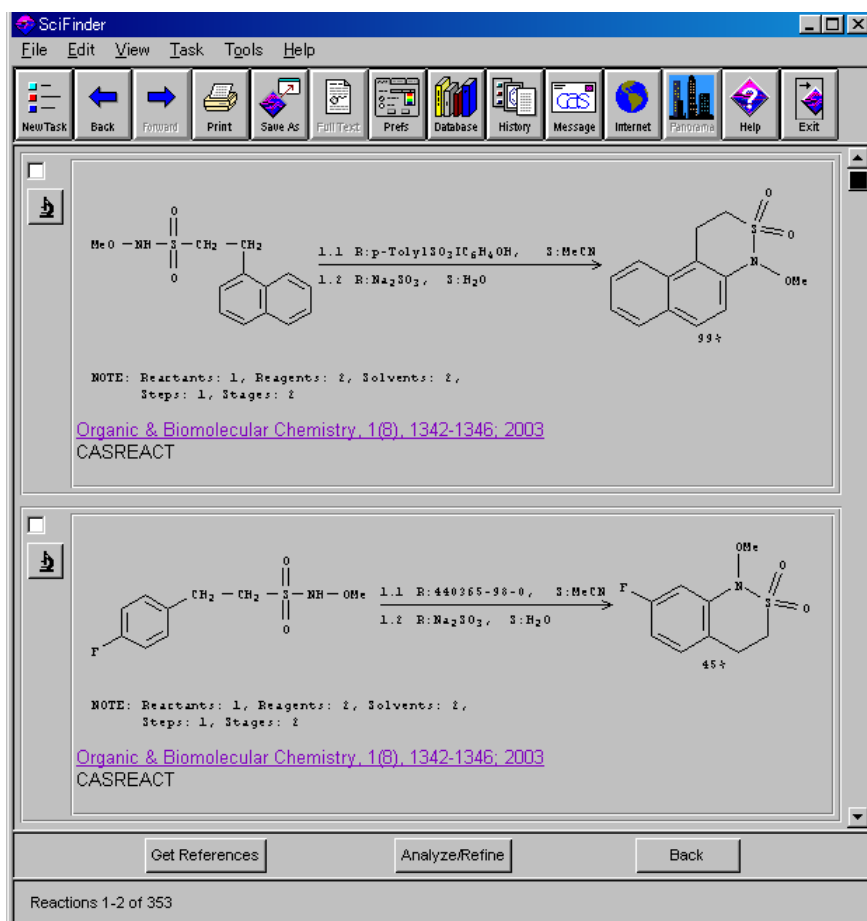 SciFinder
File Edit View Task Tools Help
NewTask Back Forward Print Save As Full Text Prefs Database History Message Internet Panorama Help Exit
cas
O
MeO—NH—S—CH2—CH2
O
1.1 R:p-TolylSO3IC6H4OH, S:MeCN
1.2 R:Na2SO3, S:H2O
O
S
O
N
OMe
99%
NOTE: Reactants: 1, Reagents: 2, Solvents: 2,
Steps: 1, Stages: 2
Organic & Biomolecular Chemistry, 1(8), 1342-1346; 2003
CASREACT
O
CH2—CH2—S—NH—OMe
O
F
1.1 R:440365-98-0, S:MeCN
1.2 R:Na2SO3, S:H2O
OMe
O
F
N
S
O
45%
NOTE: Reactants: 1, Reagents: 2, Solvents: 2,
Steps: 1, Stages: 2
Organic & Biomolecular Chemistry, 1(8), 1342-1346; 2003
CASREACT
Get References Analyze/Refine Back
Reactions 1-2 of 353